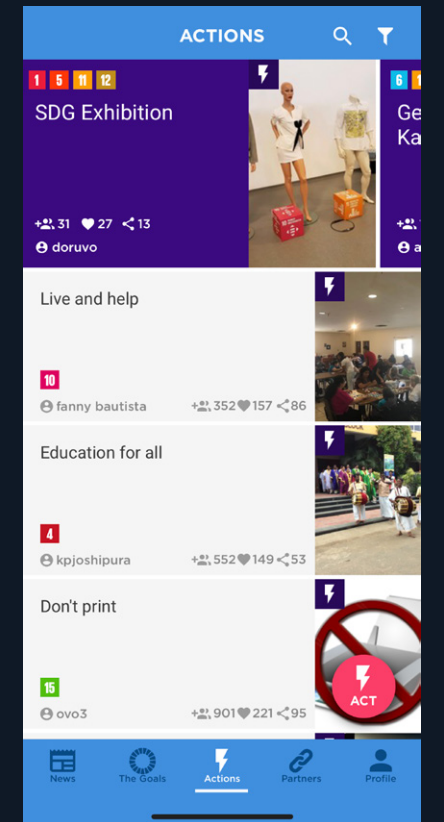 ACTIONS
1 5 11 12
SDG Exhibition
+ 31 27 13
doruvo
6
Ge
Ka
Live and help
10
fanny bautista + 352 157 86
Education for all
4
kpjoshipura + 552 149 53
Don't print
15
ovo3 + 901 221 95
ACT
News The Goals Actions Partners Profile